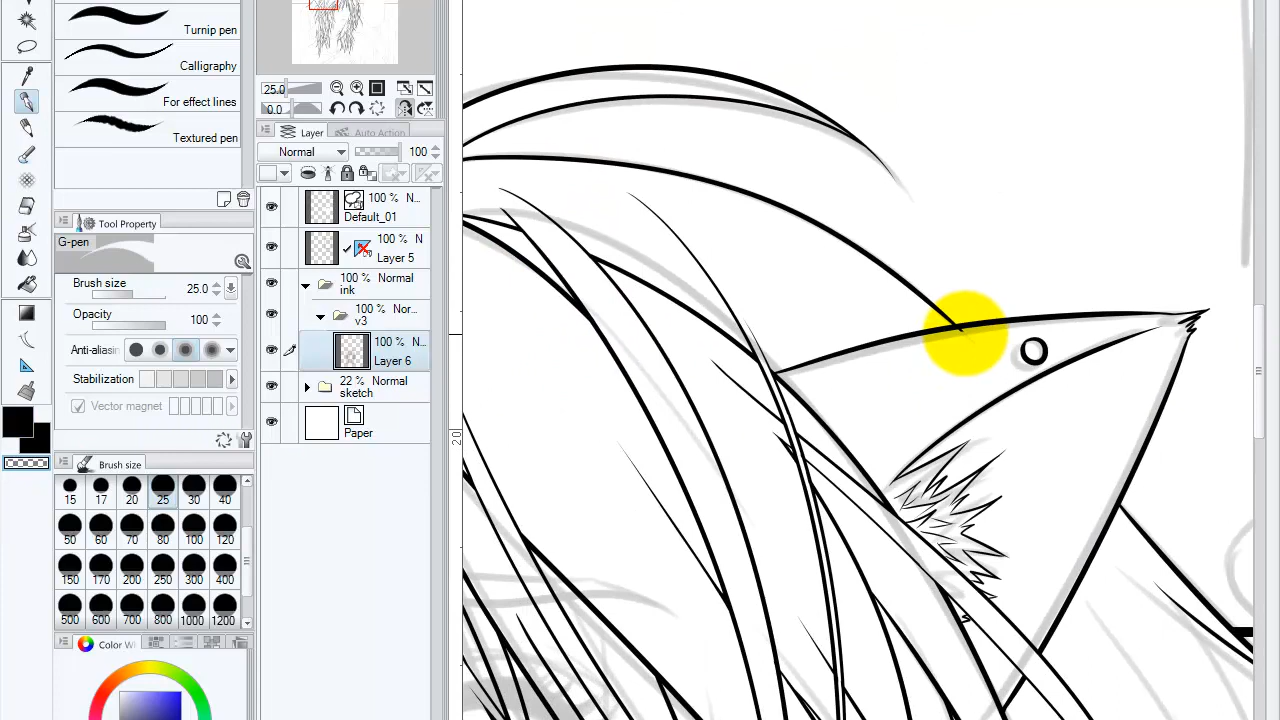 Turnip pen
Calligraphy
For effect lines
Textured pen
Tool Property
G-pen
Brush size 25.0
Opacity 100
Anti-aliasin
Stabilization
Vector magnet
Brush size
15 17 20 25 30 40
50 60 70 80 100 120
150 170 200 250 300 400
500 600 700 800 1000 1200
Color Wi
25.0
0.0
Layer Auto Action
Normal 100
100 % N...
Default_01
100 % N
Layer 5
100 % Normal
ink
100 % Nor...
v3
100 % N...
Layer 6
22 % Normal
sketch
Paper
20